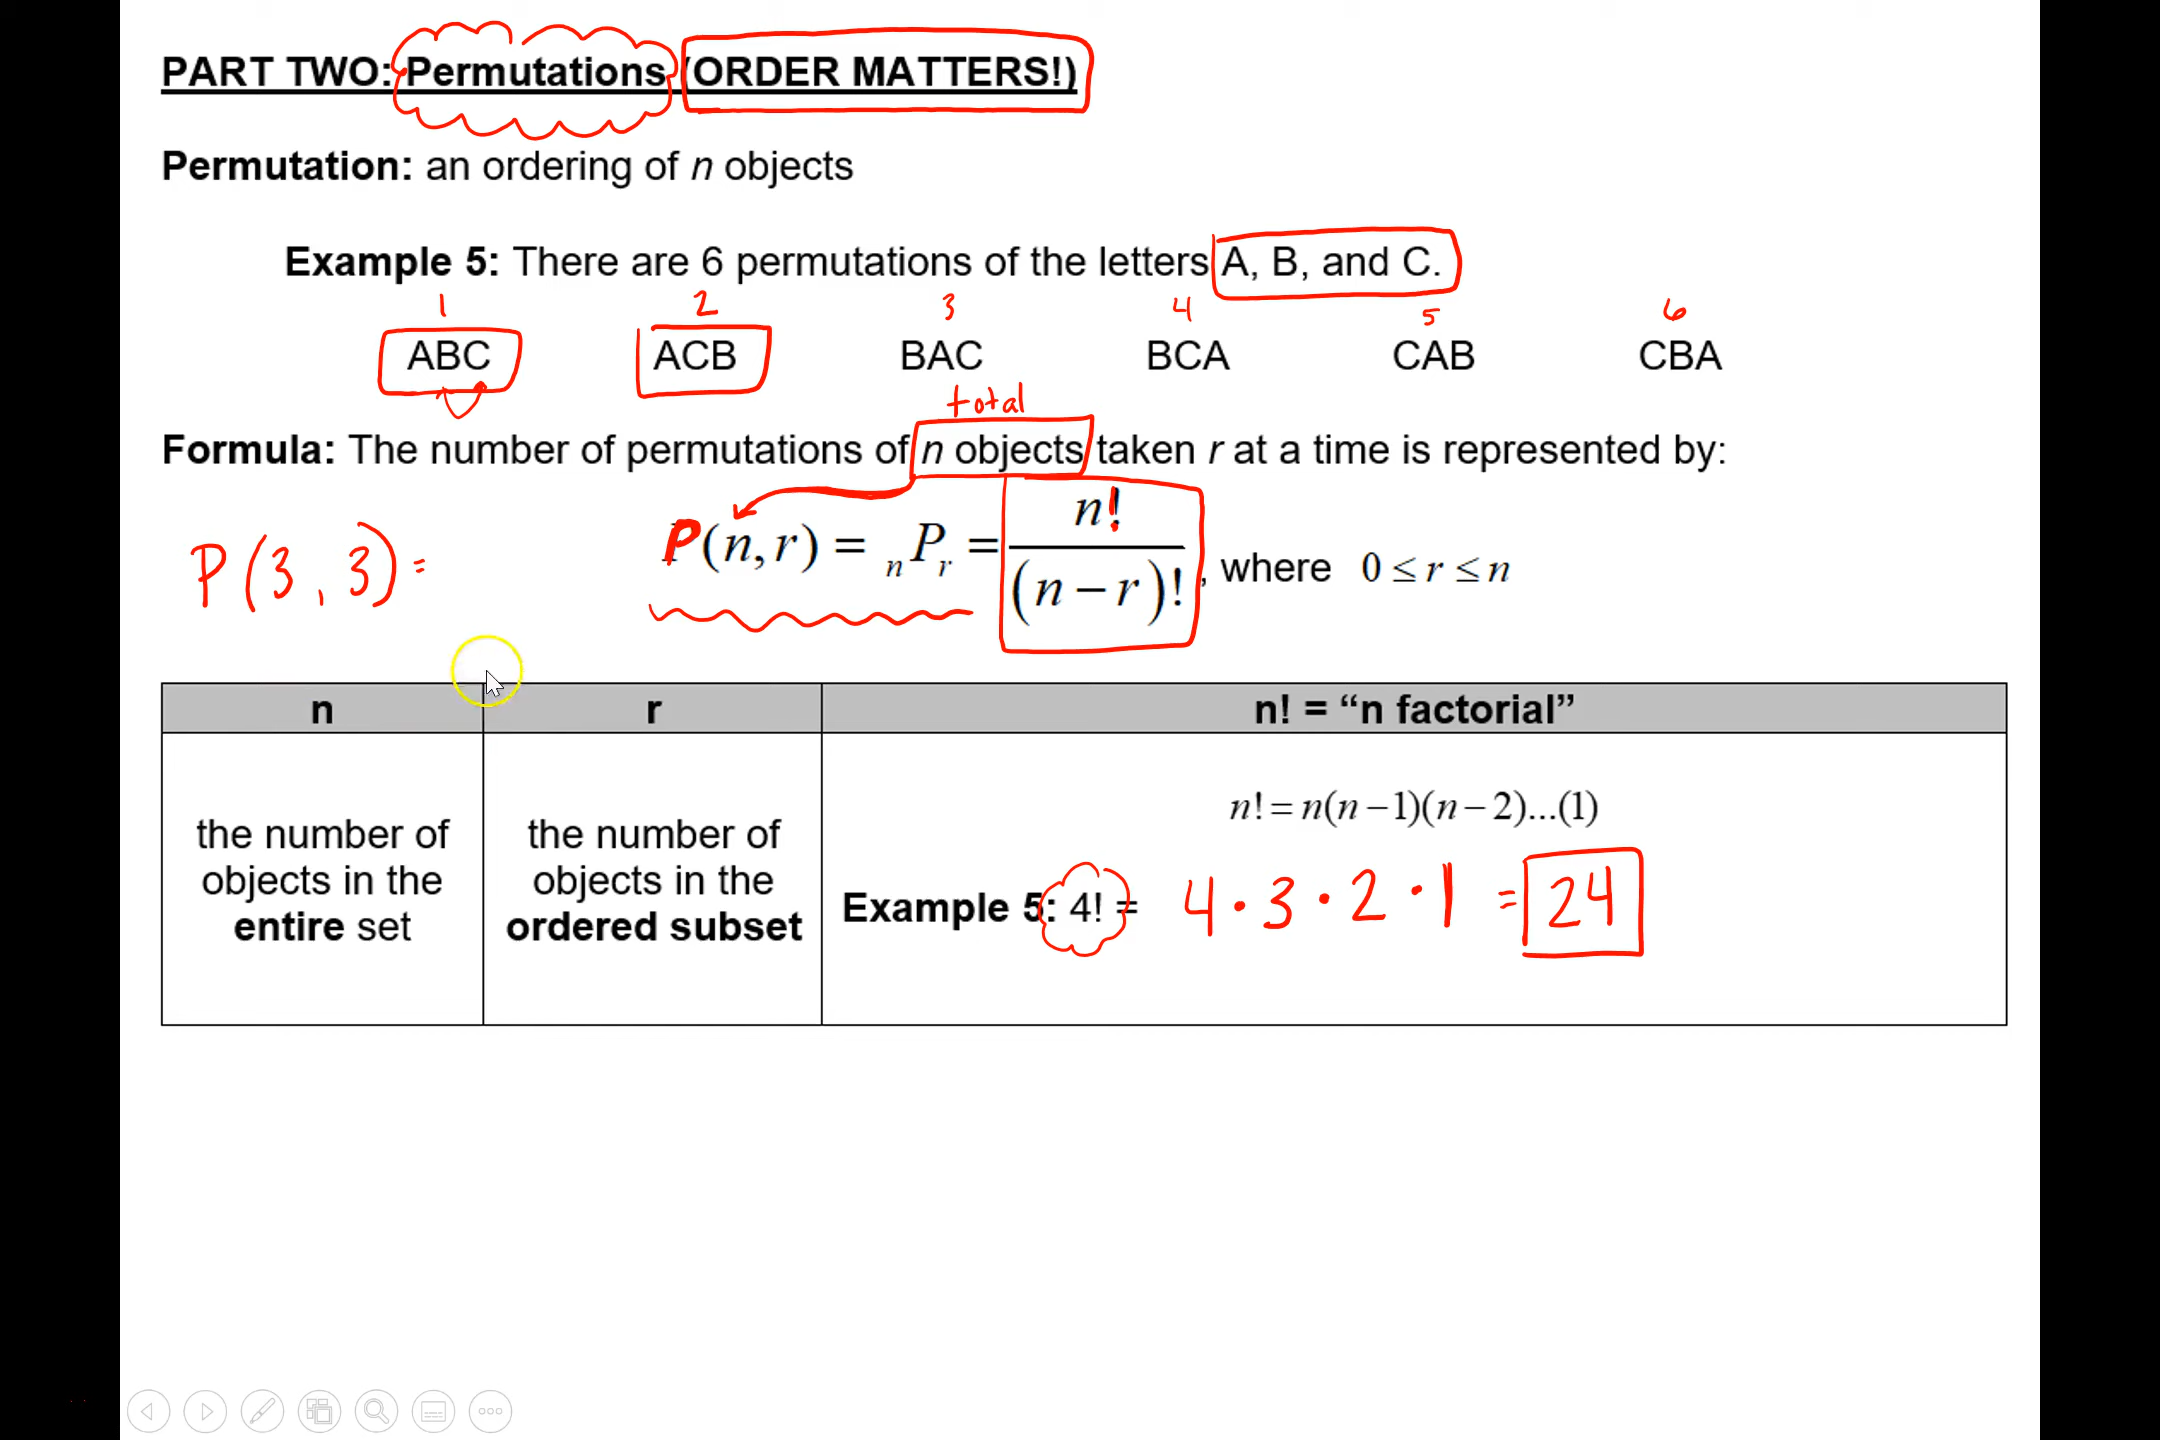 PART TWO: Permutations (ORDER MATTERS!)
Permutation: an ordering of n objects
Example 5: There are 6 permutations of the letters A, B, and C.
1 2 3 4 5 6
ABC ACB BAC BCA CAB CBA
total
Formula: The number of permutations of n objects taken r at a time is represented by:
P(3, 3) =
P(n, r) = nPr = n! / (n − r)!, where 0 ≤ r ≤ n
n r n! = “n factorial”
the number of objects in the entire set
the number of objects in the ordered subset
n! = n(n − 1)(n − 2)...(1)
Example 5: 4! = 4 · 3 · 2 · 1 = 24